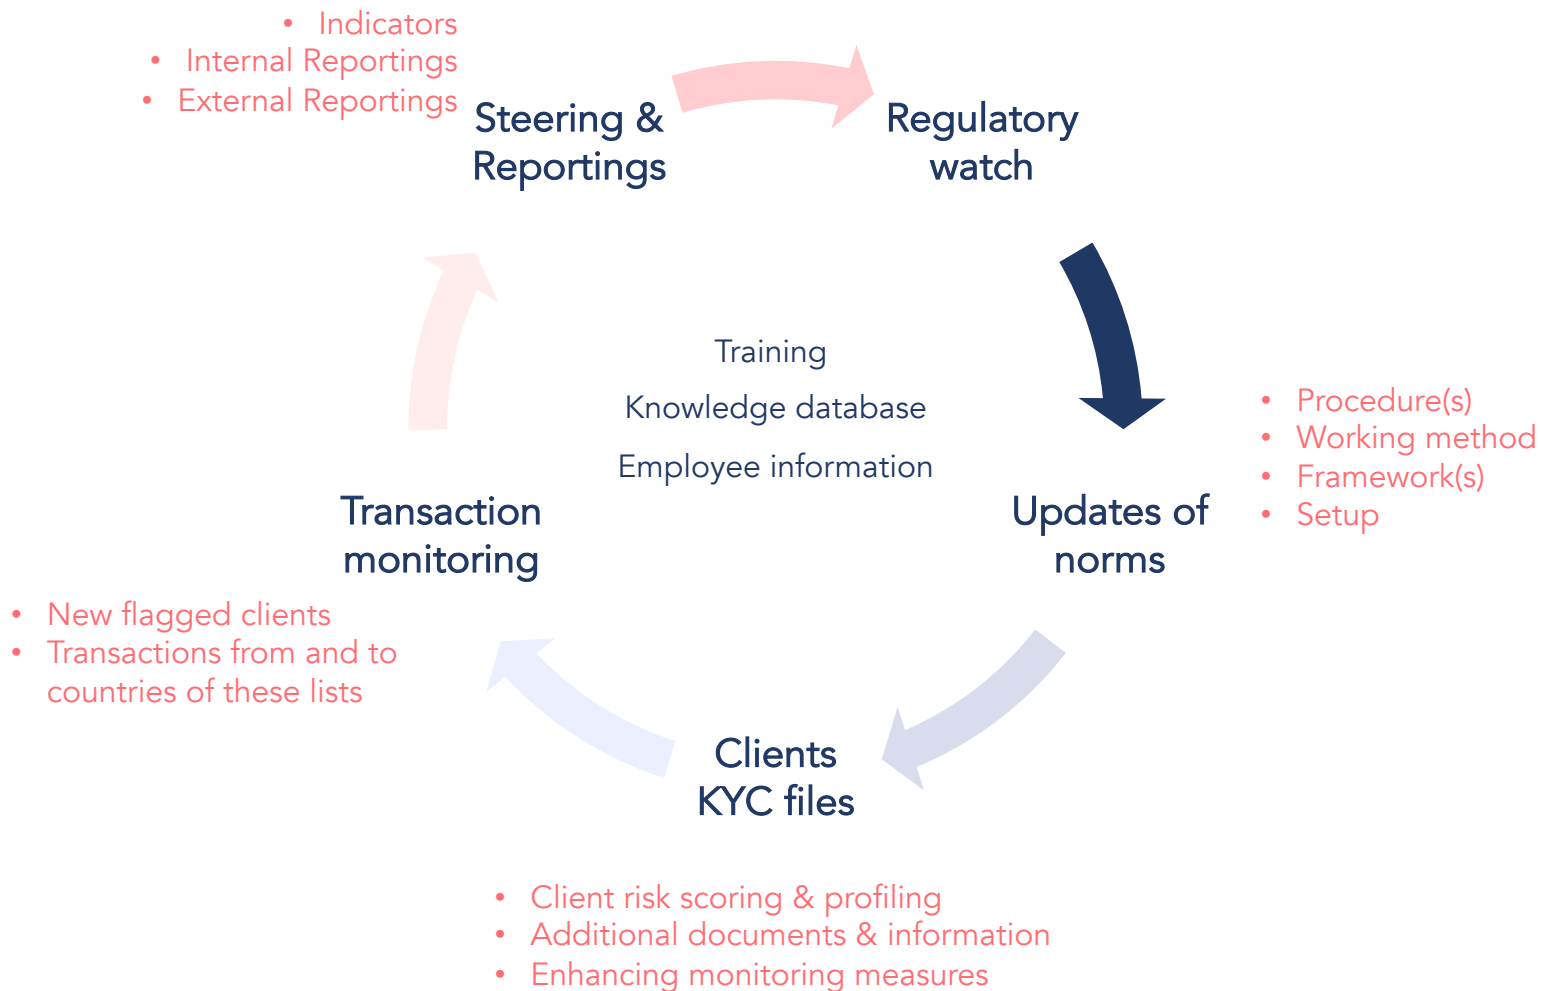 • Indicators
• Internal Reportings
• External Reportings
Steering &
Reportings
Regulatory
watch
Training
Knowledge database
Employee information
• Procedure(s)
• Working method
• Framework(s)
• Setup
Transaction
monitoring
Updates of
norms
• New flagged clients
• Transactions from and to
countries of these lists
Clients
KYC files
• Client risk scoring & profiling
• Additional documents & information
• Enhancing monitoring measures